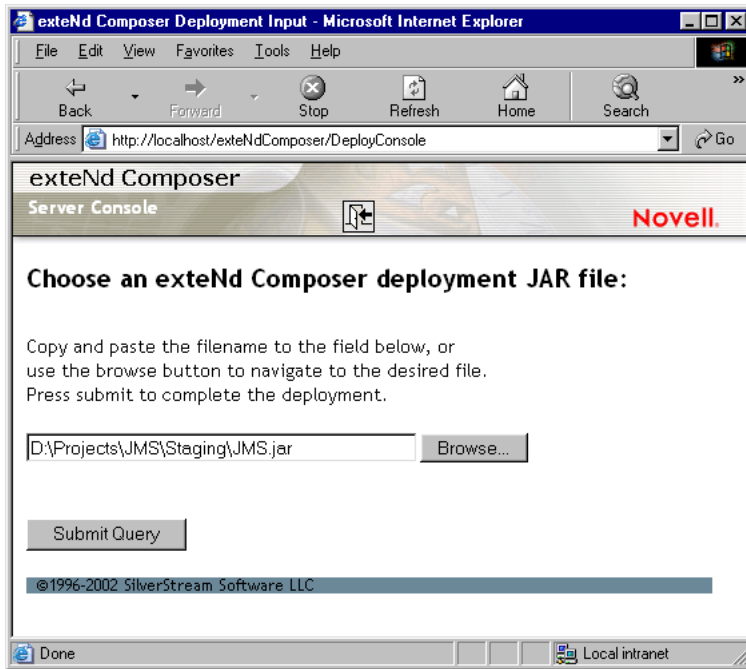 exteNd Composer Deployment Input - Microsoft Internet Explorer
File Edit View Favorites Tools Help
Back Forward Stop Refresh Home Search »
Address http://localhost/exteNdComposer/DeployConsole Go
exteNd Composer
Server Console
Novell.
Choose an exteNd Composer deployment JAR file:
Copy and paste the filename to the field below, or
use the browse button to navigate to the desired file.
Press submit to complete the deployment.
D:\Projects\JMS\Staging\JMS.jar Browse...
Submit Query
©1996-2002 SilverStream Software LLC
Done Local intranet